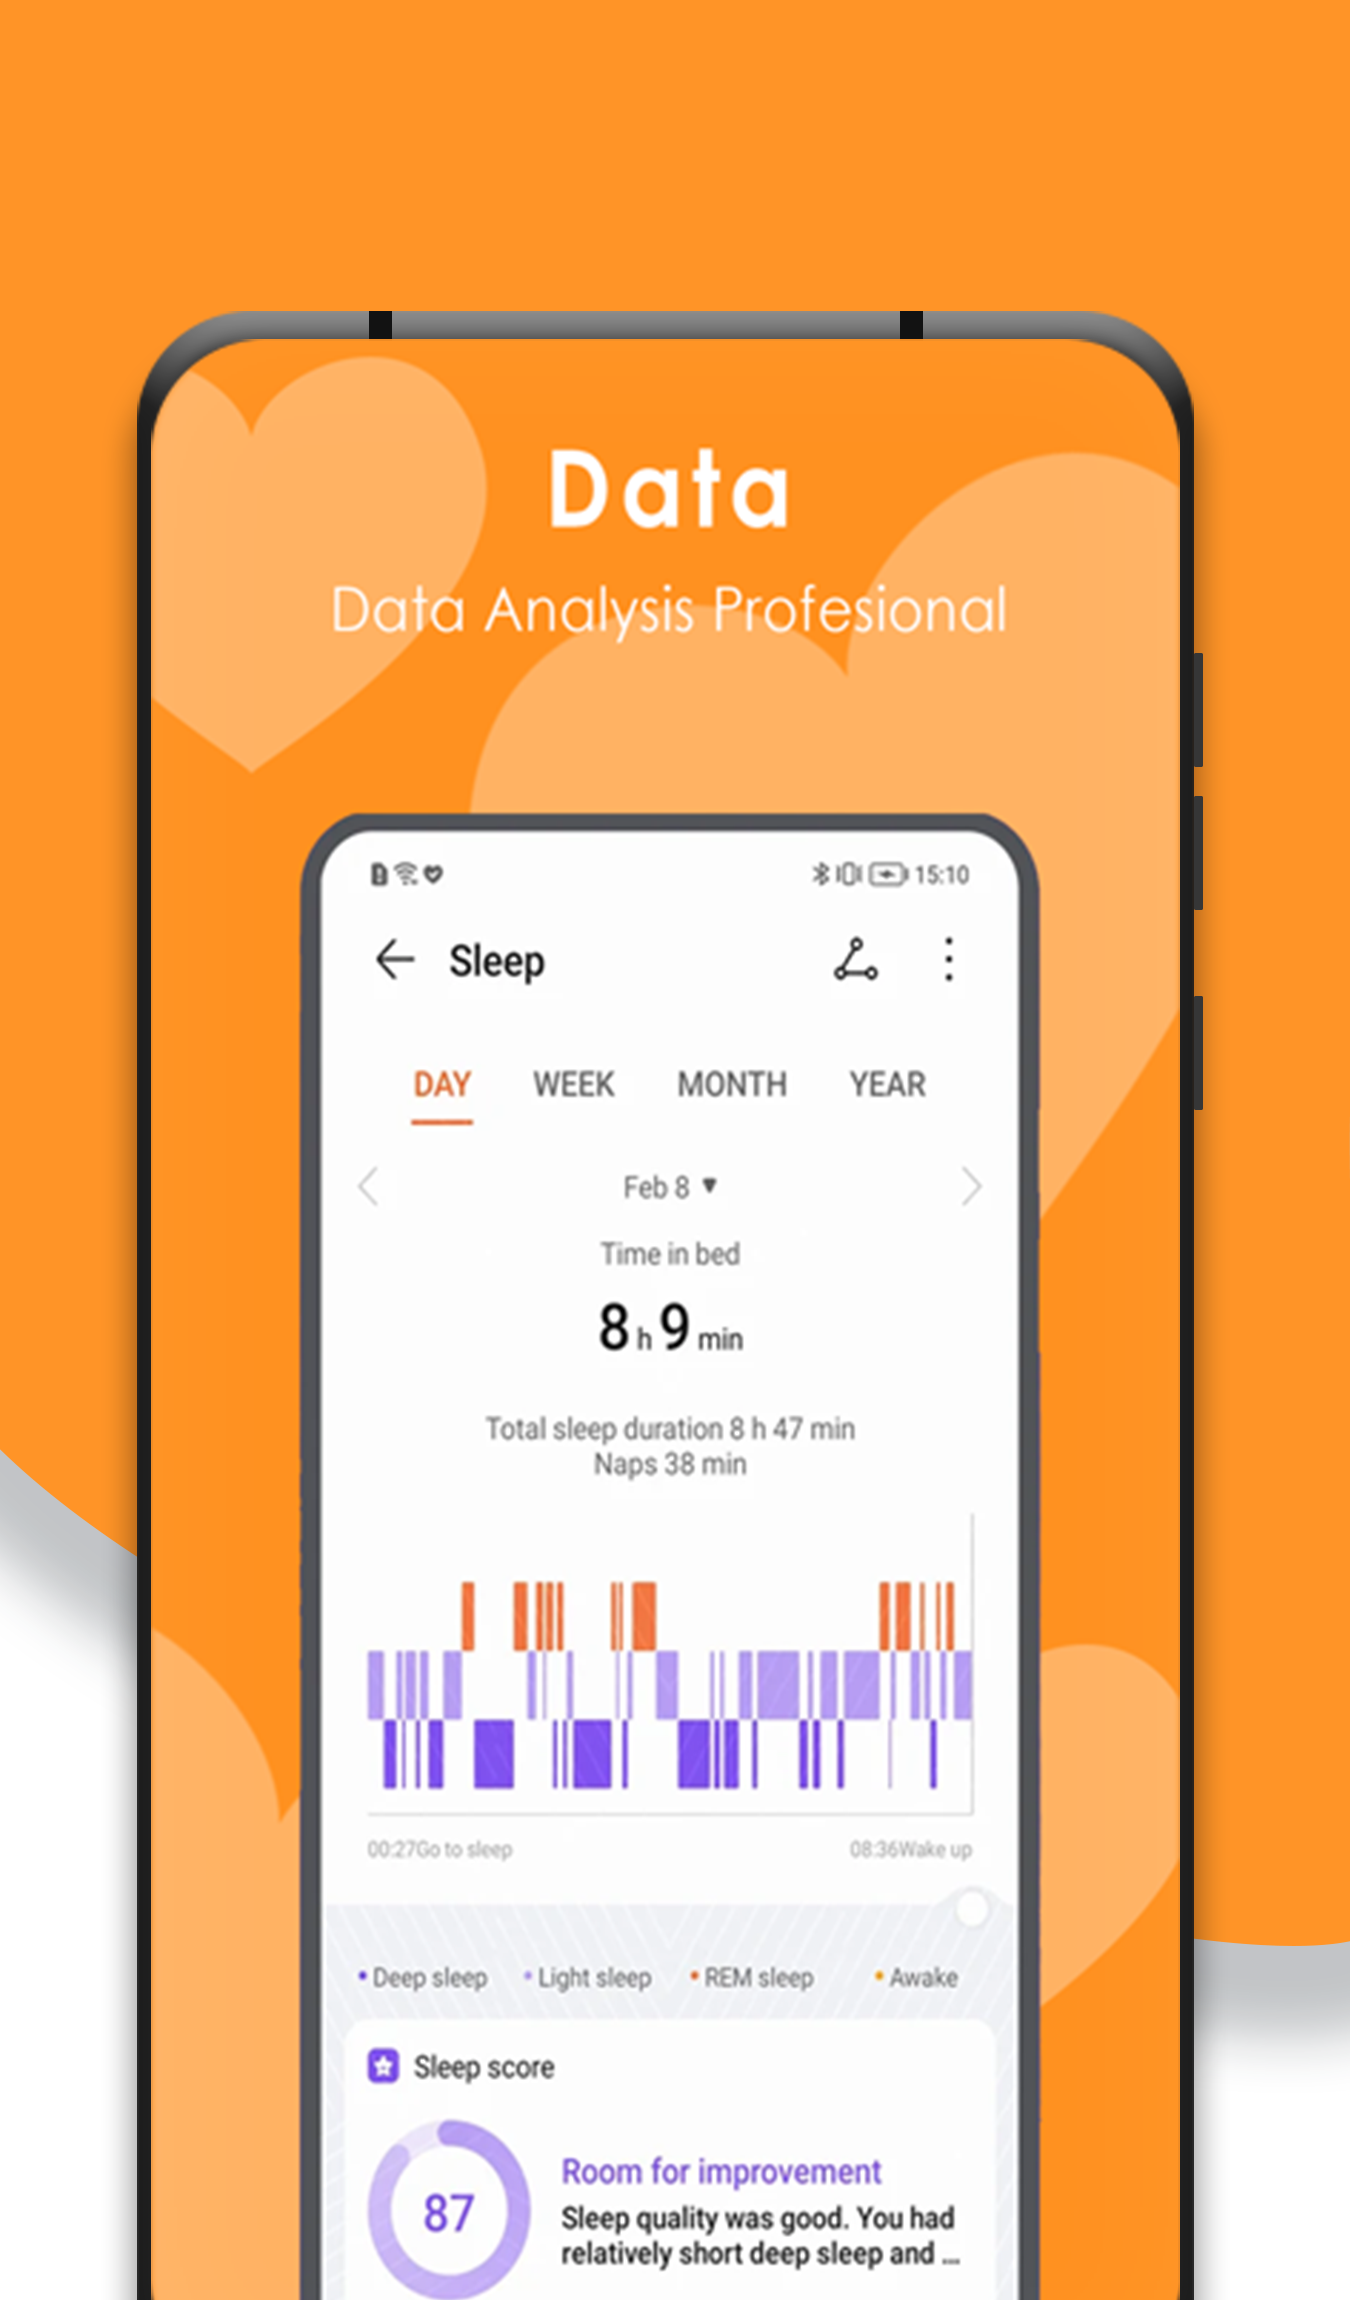 Data
Data Analysis Profesional
15:10
Sleep
DAY WEEK MONTH YEAR
Feb 8
Time in bed
8 h 9 min
Total sleep duration 8 h 47 min
Naps 38 min
00:27Go to sleep 08:36Wake up
Deep sleep Light sleep REM sleep Awake
Sleep score
87
Room for improvement
Sleep quality was good. You had
relatively short deep sleep and ...